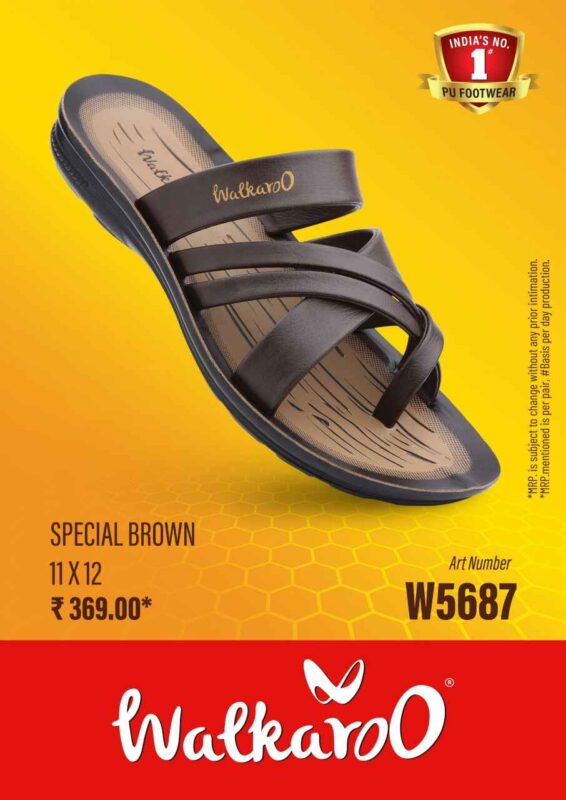 INDIA'S NO.
1#
PU FOOTWEAR
Walkaroo
Walk
*MRP. is subject to change without any prior intimation.
*MRP.mentioned is per pair, #Basis per day production.
SPECIAL BROWN
11 X 12
₹ 369.00*
Art Number
W5687
Walkaroo®